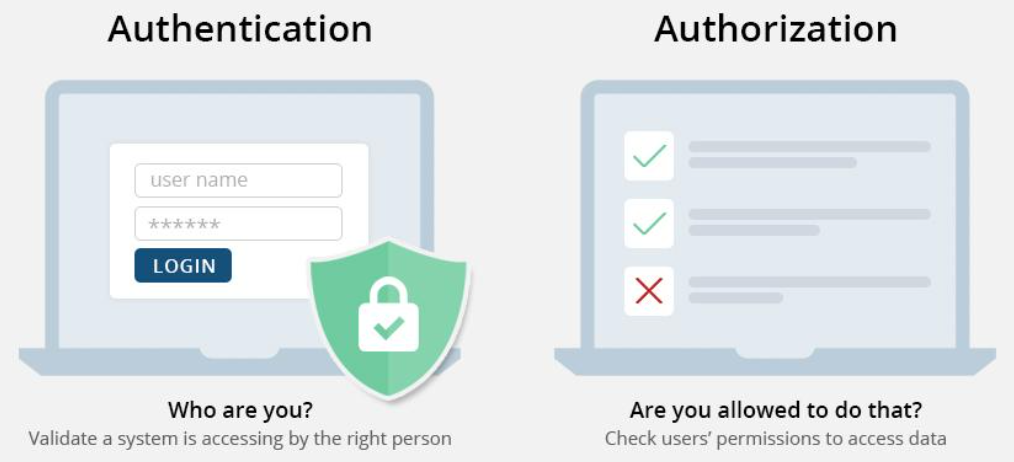 Authentication
Authorization
user name
******
LOGIN
Who are you?
Validate a system is accessing by the right person
Are you allowed to do that?
Check users' permissions to access data